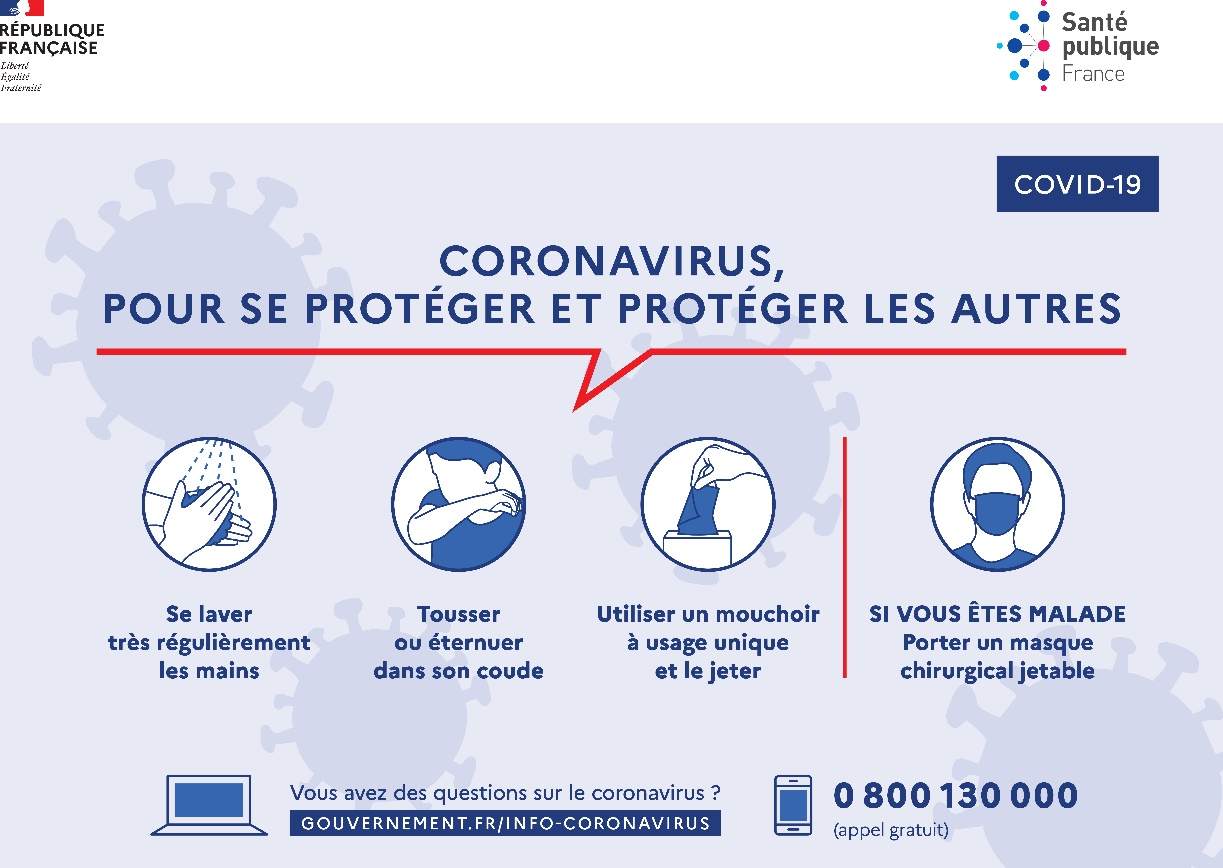 RÉPUBLIQUE
FRANÇAISE
Liberté
Égalité
Fraternité
Santé
publique
France
COVID-19
CORONAVIRUS,
POUR SE PROTÉGER ET PROTÉGER LES AUTRES
Se laver
très régulièrement
les mains
Tousser
ou éternuer
dans son coude
Utiliser un mouchoir
à usage unique
et le jeter
SI VOUS ÊTES MALADE
Porter un masque
chirurgical jetable
Vous avez des questions sur le coronavirus ?
GOUVERNEMENT.FR/INFO-CORONAVIRUS
0 800 130 000
(appel gratuit)